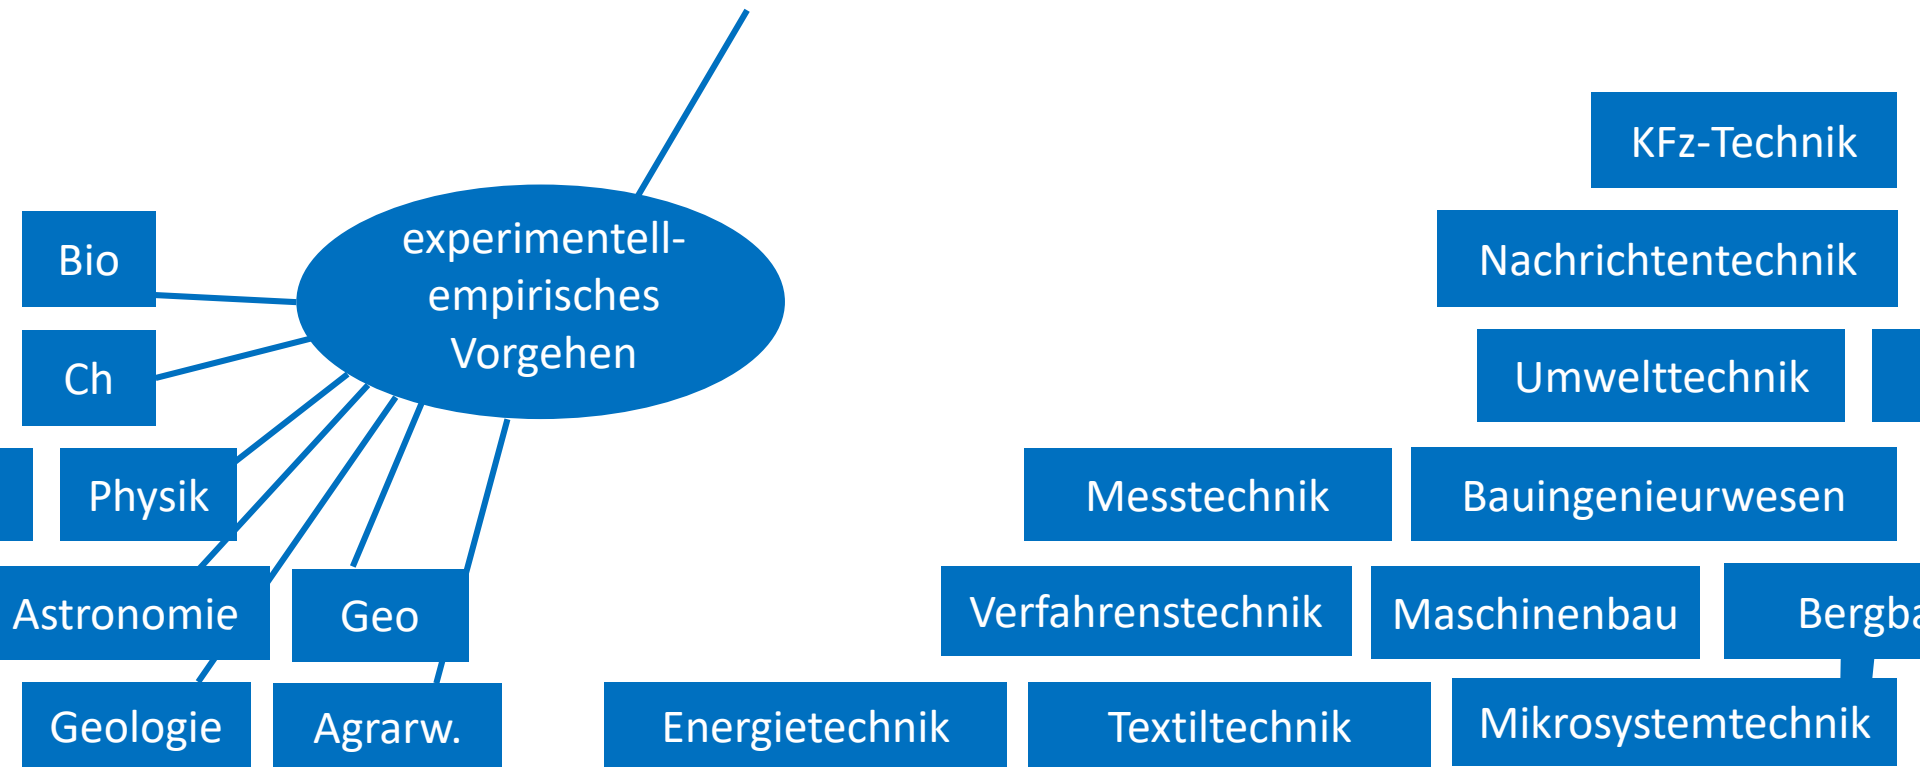 KFz-Technik
experimentell-
empirisches
Vorgehen
Bio
Nachrichtentechnik
Ch
Umwelttechnik
Physik
Messtechnik
Bauingenieurwesen
Astronomie
Geo
Verfahrenstechnik
Maschinenbau
Bergba
Geologie
Agrarw.
Energietechnik
Textiltechnik
Mikrosystemtechnik